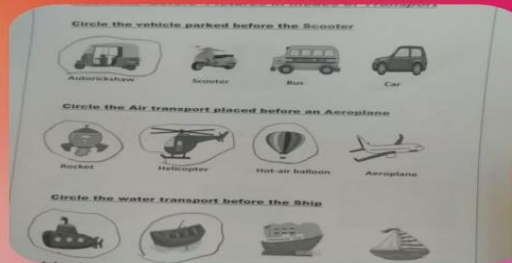 Circle the vehicle parked before the Scooter
Autorickshaw Scooter Bus Car
Circle the Air transport placed before an Aeroplane
Rocket Helicopter Hot-air balloon Aeroplane
Circle the water transport before the Ship